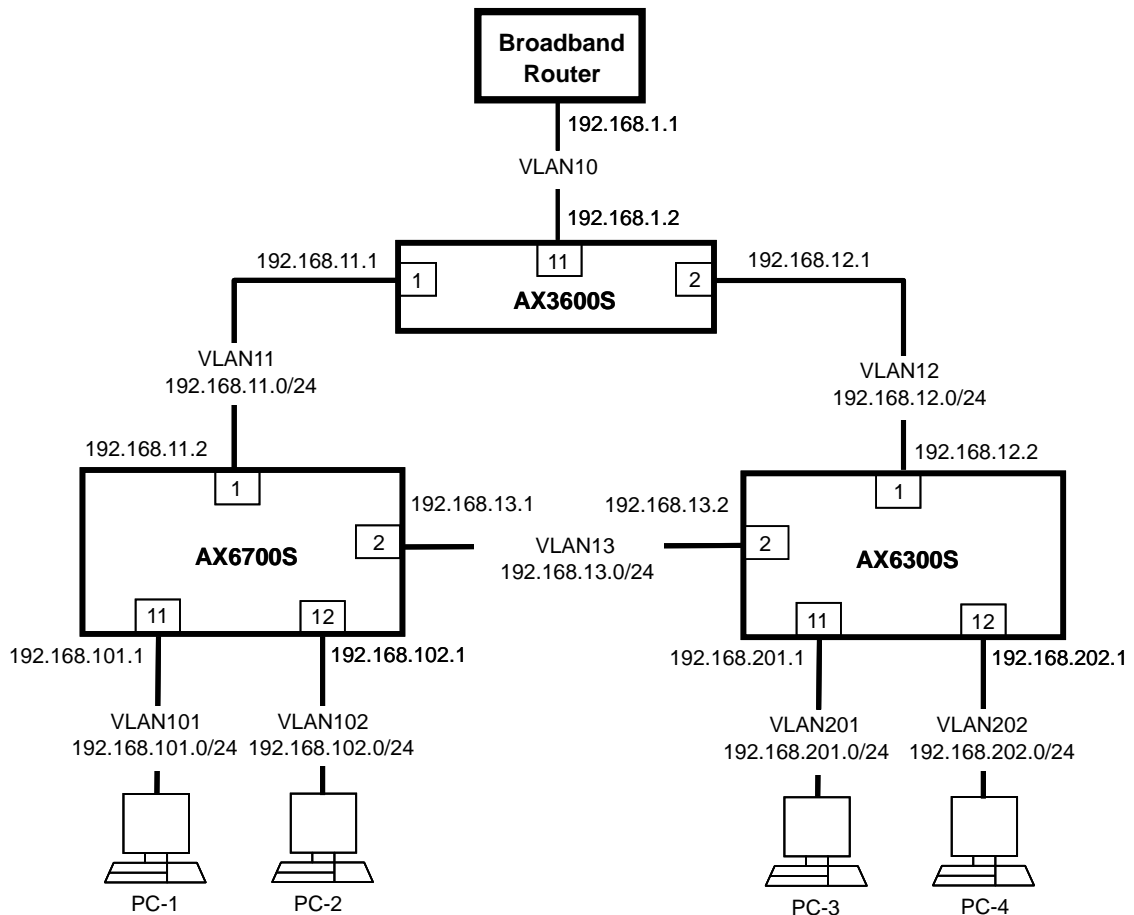 Broadband
Router
192.168.1.1
VLAN10
192.168.1.2
192.168.11.1
192.168.12.1
1
11
2
AX3600S
VLAN11
192.168.11.0/24
VLAN12
192.168.12.0/24
192.168.11.2
192.168.12.2
1
192.168.13.1
192.168.13.2
1
2
AX6700S
VLAN13
192.168.13.0/24
2
AX6300S
11
12
11
12
192.168.101.1
192.168.102.1
192.168.201.1
192.168.202.1
VLAN101
192.168.101.0/24
VLAN102
192.168.102.0/24
VLAN201
192.168.201.0/24
VLAN202
192.168.202.0/24
PC-1
PC-2
PC-3
PC-4